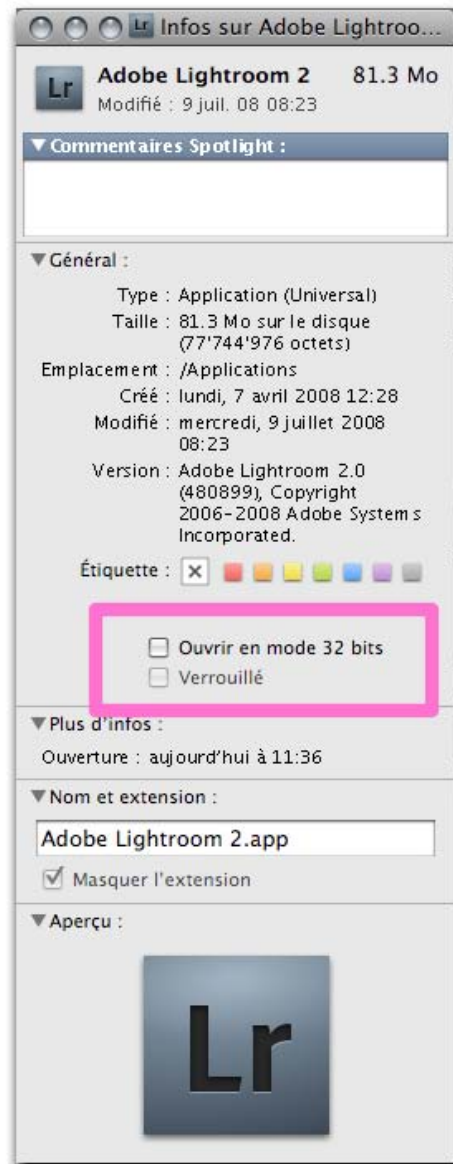 Lr Infos sur Adobe Lightroo...
Lr Adobe Lightroom 2 81.3 Mo
Modifié : 9 juil. 08 08:23
Commentaires Spotlight :
Général :
Type : Application (Universal)
Taille : 81.3 Mo sur le disque
(77'744'976 octets)
Emplacement : /Applications
Créé : lundi, 7 avril 2008 12:28
Modifié : mercredi, 9 juillet 2008
08:23
Version : Adobe Lightroom 2.0
(480899), Copyright
2006-2008 Adobe Systems
Incorporated.
Étiquette :
Ouvrir en mode 32 bits
Verrouillé
Plus d'infos :
Ouverture : aujourd'hui à 11:36
Nom et extension :
Adobe Lightroom 2.app
Masquer l'extension
Aperçu :
Lr